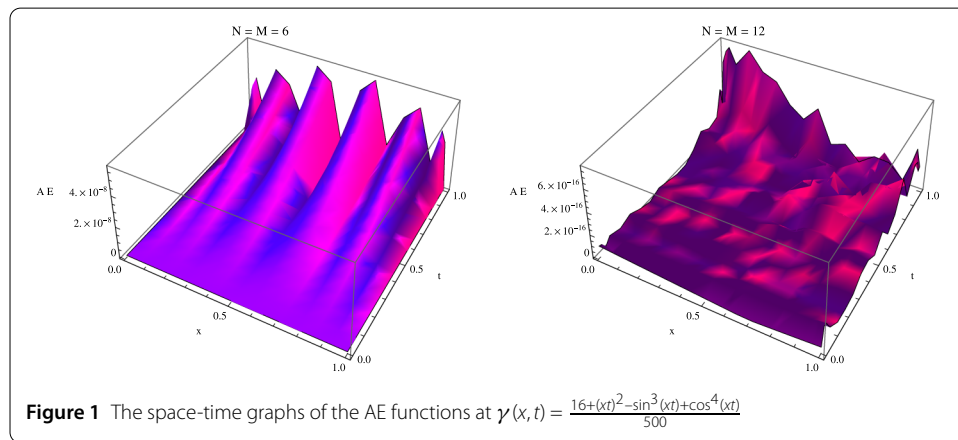 N = M = 6
A E
4. × 10⁻⁸
2. × 10⁻⁸
0
0.0
0.5
1.0
x
0.0
0.5
1.0
t
N = M = 12
A E
6. × 10⁻¹⁶
4. × 10⁻¹⁶
2. × 10⁻¹⁶
0
0.0
0.5
1.0
x
0.0
0.5
1.0
t
Figure 1 The space-time graphs of the AE functions at γ(x, t) = (16+(xt)²−sin³(xt)+cos⁴(xt))/500